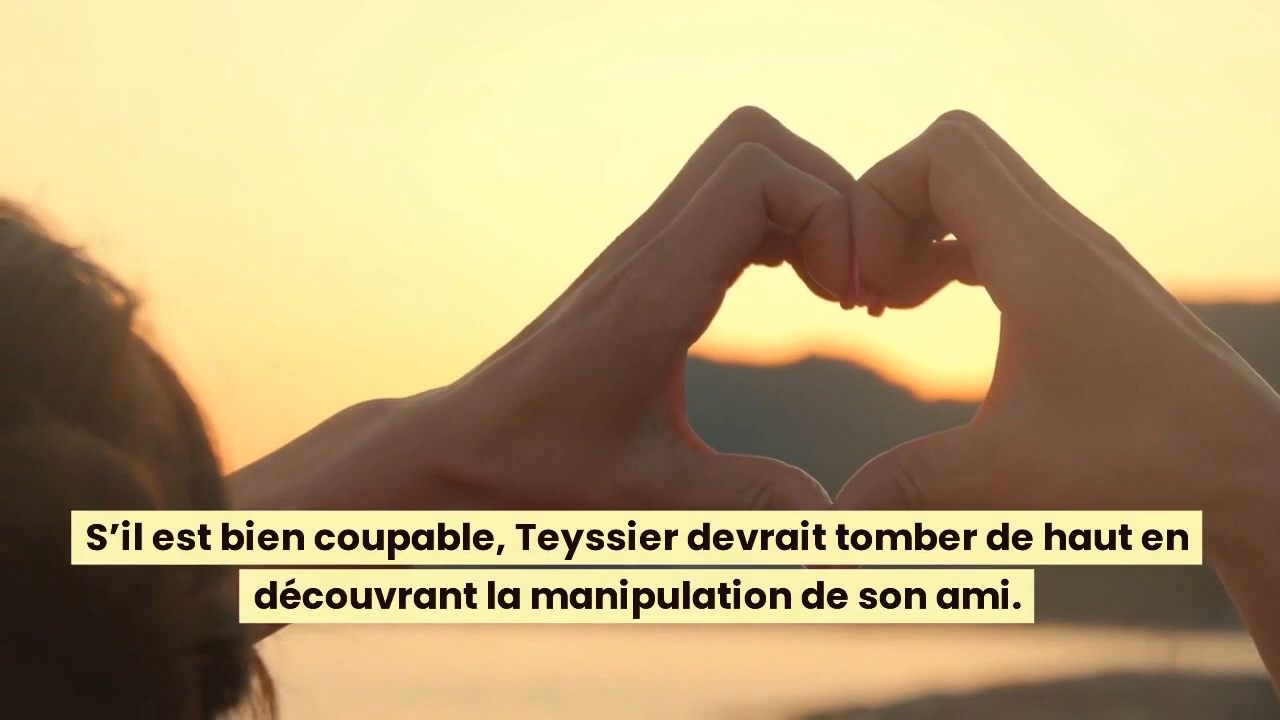 S’il est bien coupable, Teyssier devrait tomber de haut en
découvrant la manipulation de son ami.